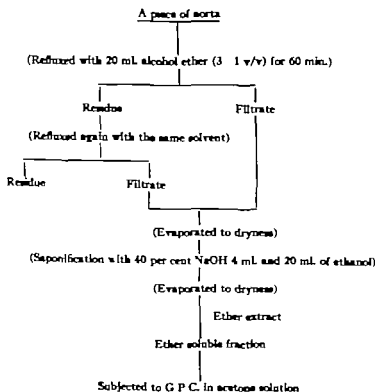 A piece of aorta
(Refluxed with 20 mL alcohol ether (3 1 v/v) for 60 min.)
Residue Filtrate
(Refluxed again with the same solvent)
Residue Filtrate
(Evaporated to dryness)
(Saponification with 40 per cent NaOH 4 mL and 20 mL of ethanol)
(Evaporated to dryness)
Ether extract
Ether soluble fraction
Subjected to G P C. in acetone solution